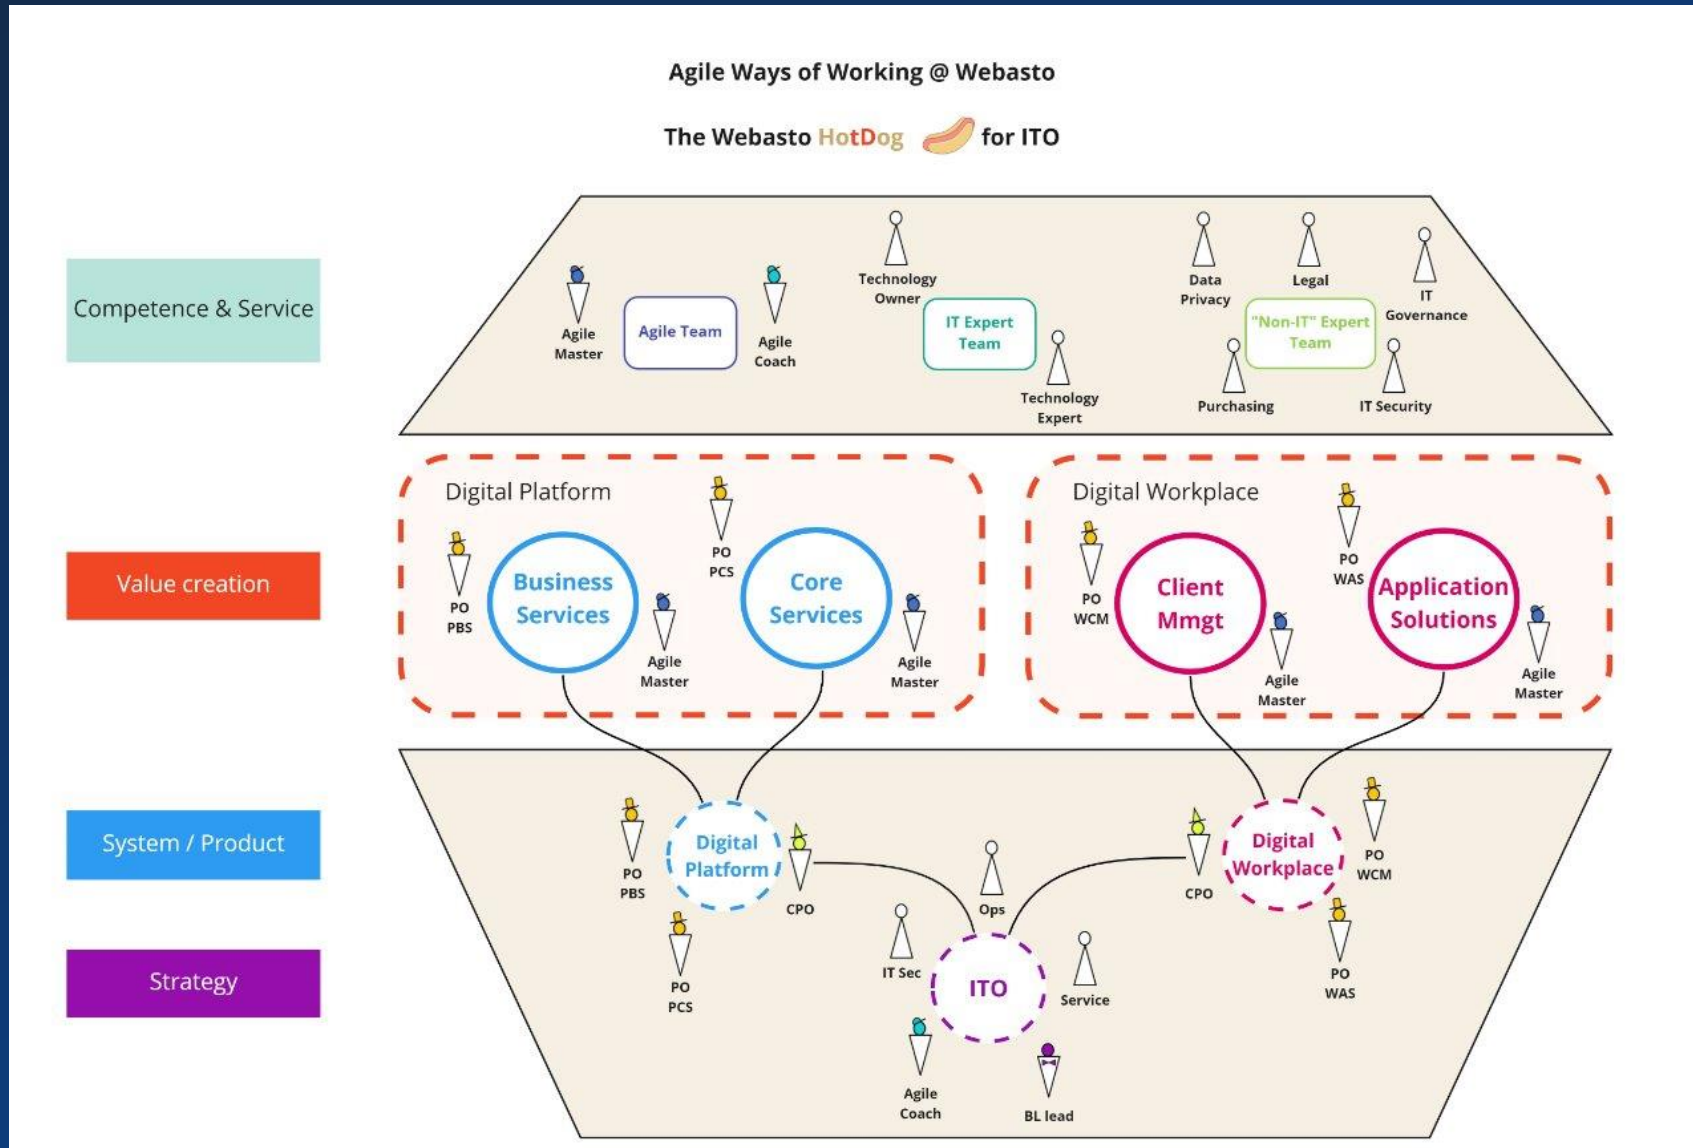 Agile Ways of Working @ Webasto
The Webasto HotDog for ITO
Competence & Service
Agile
Master
Agile Team
Agile
Coach
Technology
Owner
IT Expert
Team
Technology
Expert
Data
Privacy
Legal
IT
Governance
"Non-IT" Expert
Team
Purchasing
IT Security
Value creation
Digital Platform
PO
PBS
Business
Services
Agile
Master
PO
PCS
Core
Services
Agile
Master
Digital Workplace
PO
WCM
Client
Mmgt
Agile
Master
PO
WAS
Application
Solutions
Agile
Master
System / Product
PO
PBS
Digital
Platform
CPO
PO
PCS
Ops
CPO
Digital
Workplace
PO
WCM
PO
WAS
Strategy
IT Sec
ITO
Service
Agile
Coach
BL lead